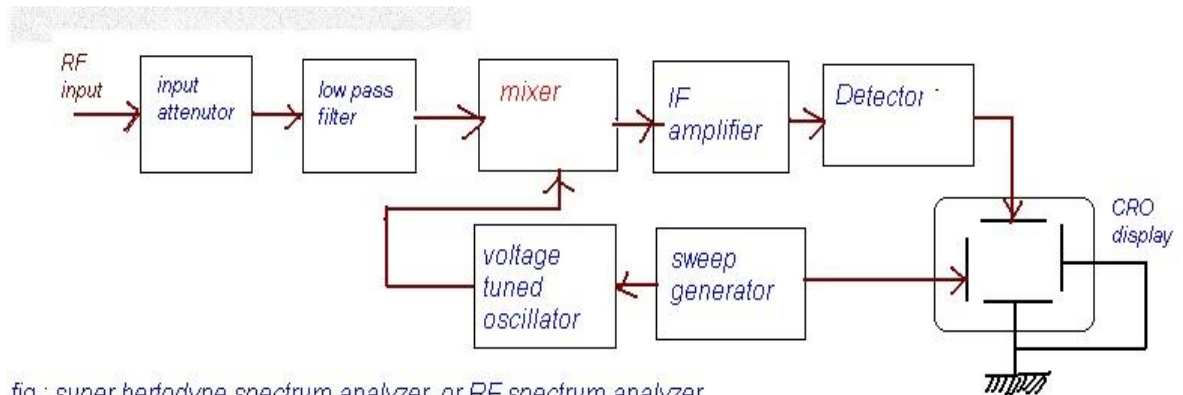 RF
input
input
attenutor
low pass
filter
mixer
IF
amplifier
Detector
CRO
display
voltage
tuned
oscillator
sweep
generator
fig : super hertodyne spectrum analyzer or RF spectrum analyzer